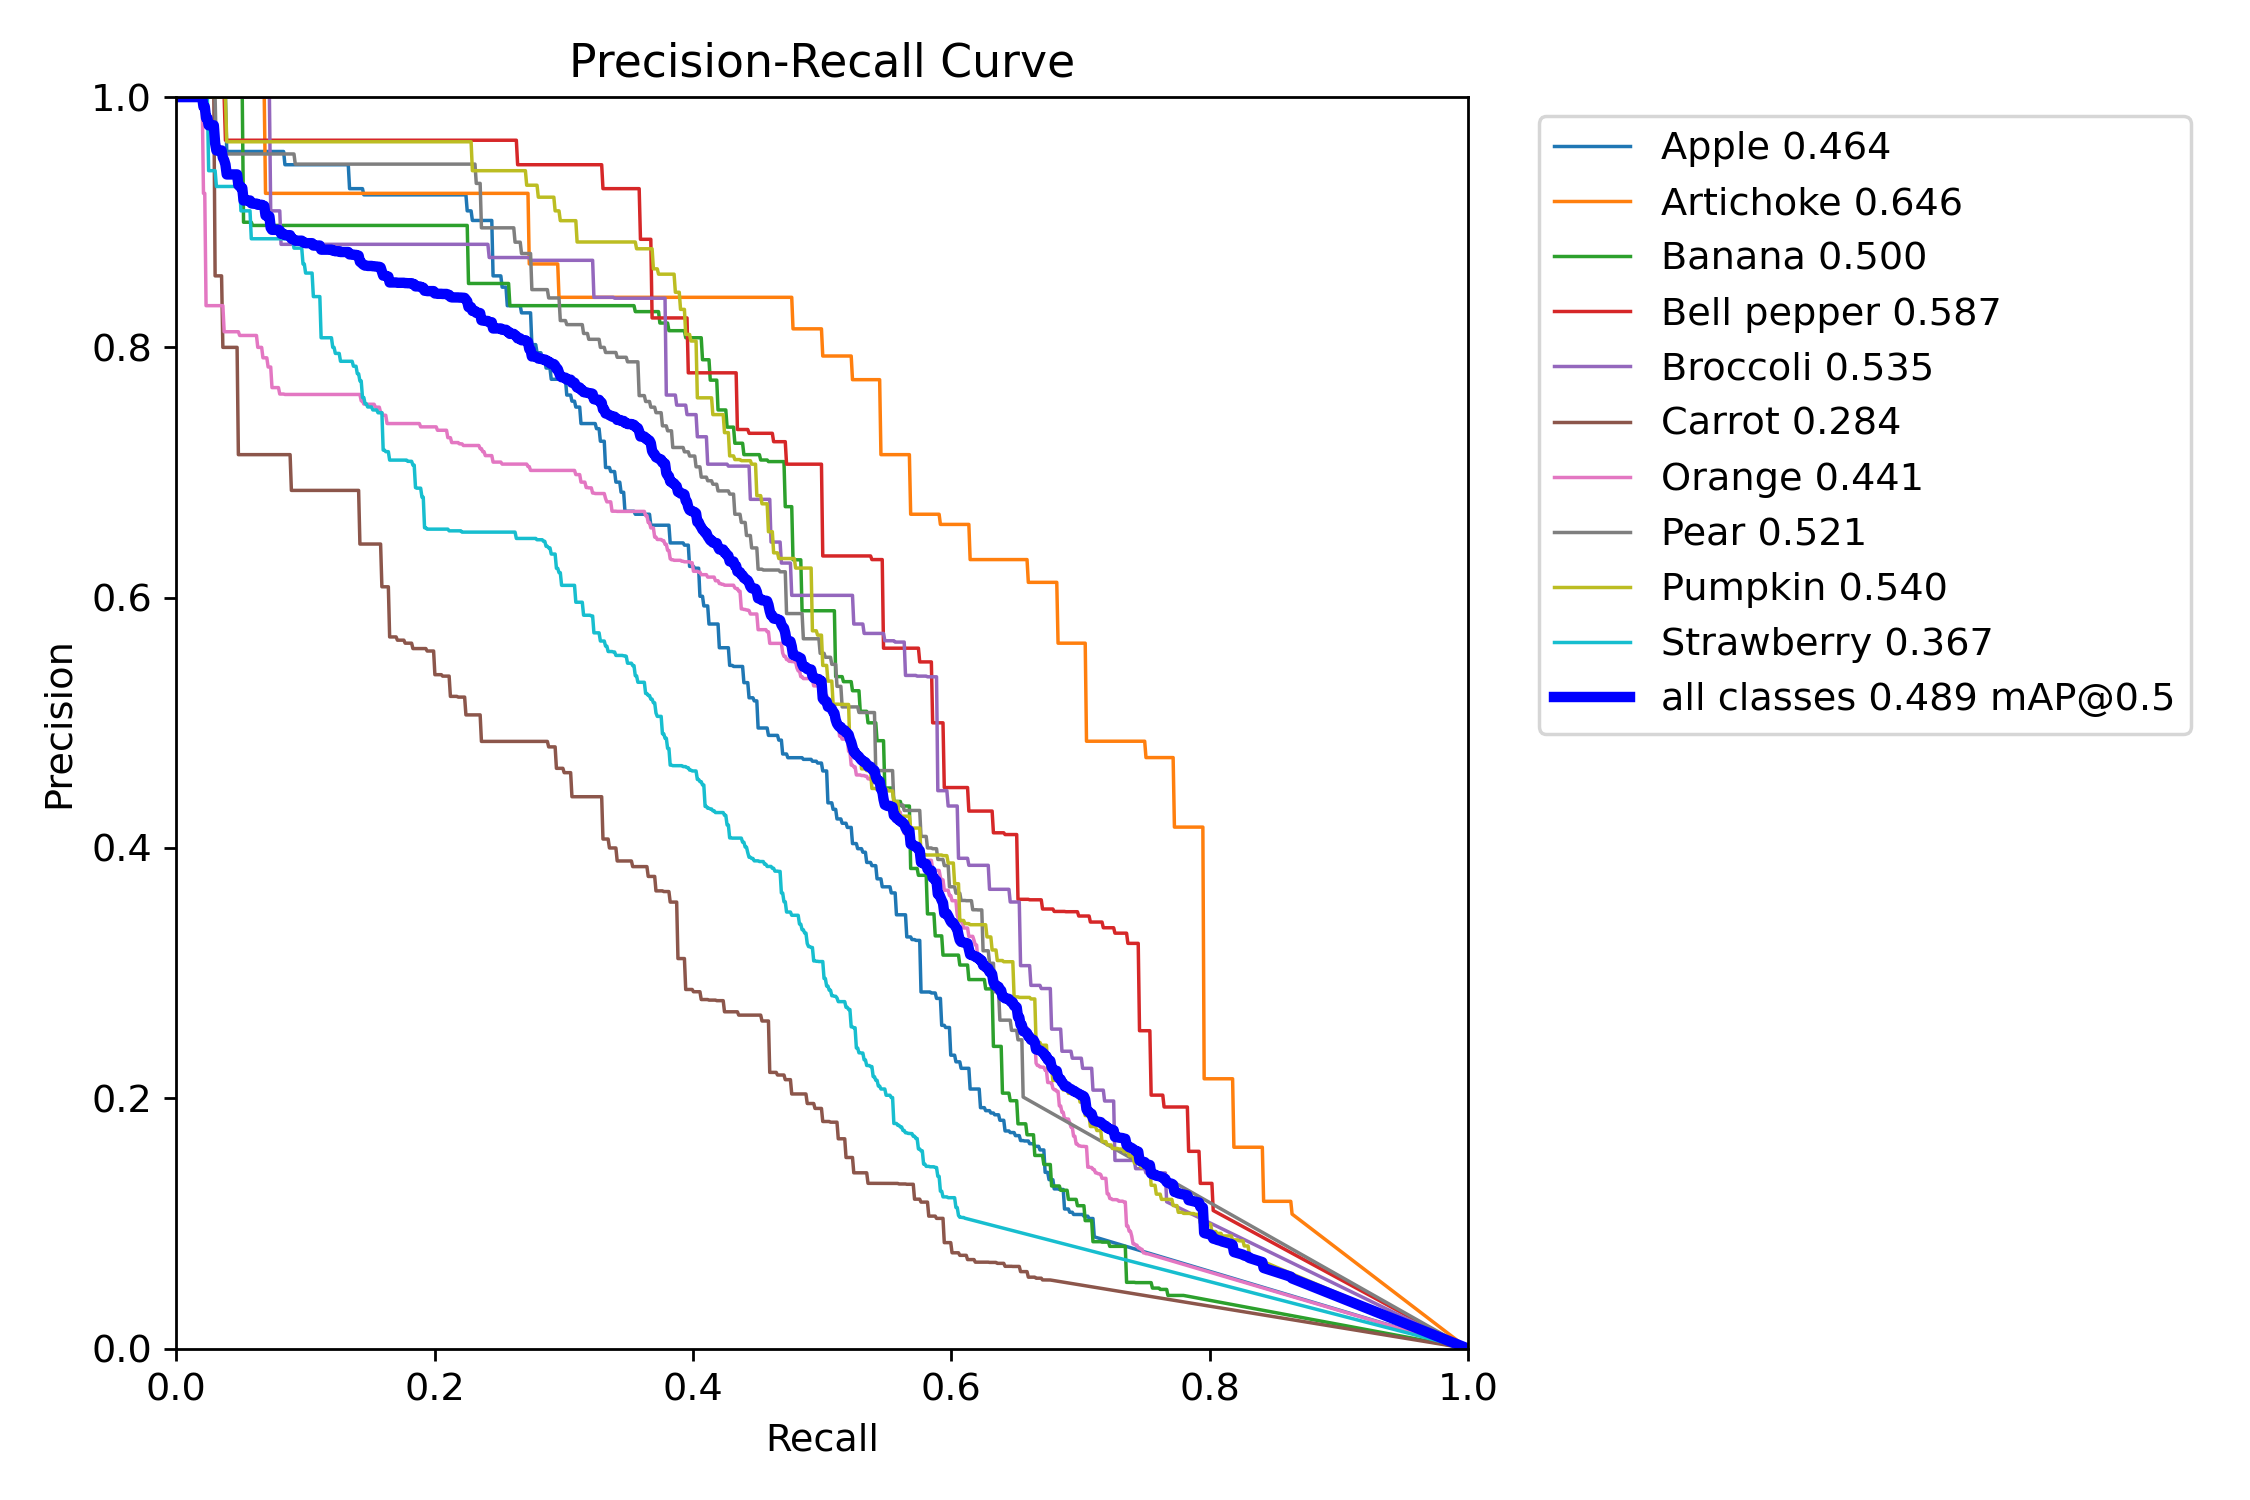 Precision-Recall Curve
1.0
0.8
0.6
0.4
0.2
0.0
Precision
0.0 0.2 0.4 0.6 0.8 1.0
Recall
Apple 0.464
Artichoke 0.646
Banana 0.500
Bell pepper 0.587
Broccoli 0.535
Carrot 0.284
Orange 0.441
Pear 0.521
Pumpkin 0.540
Strawberry 0.367
all classes 0.489 mAP@0.5